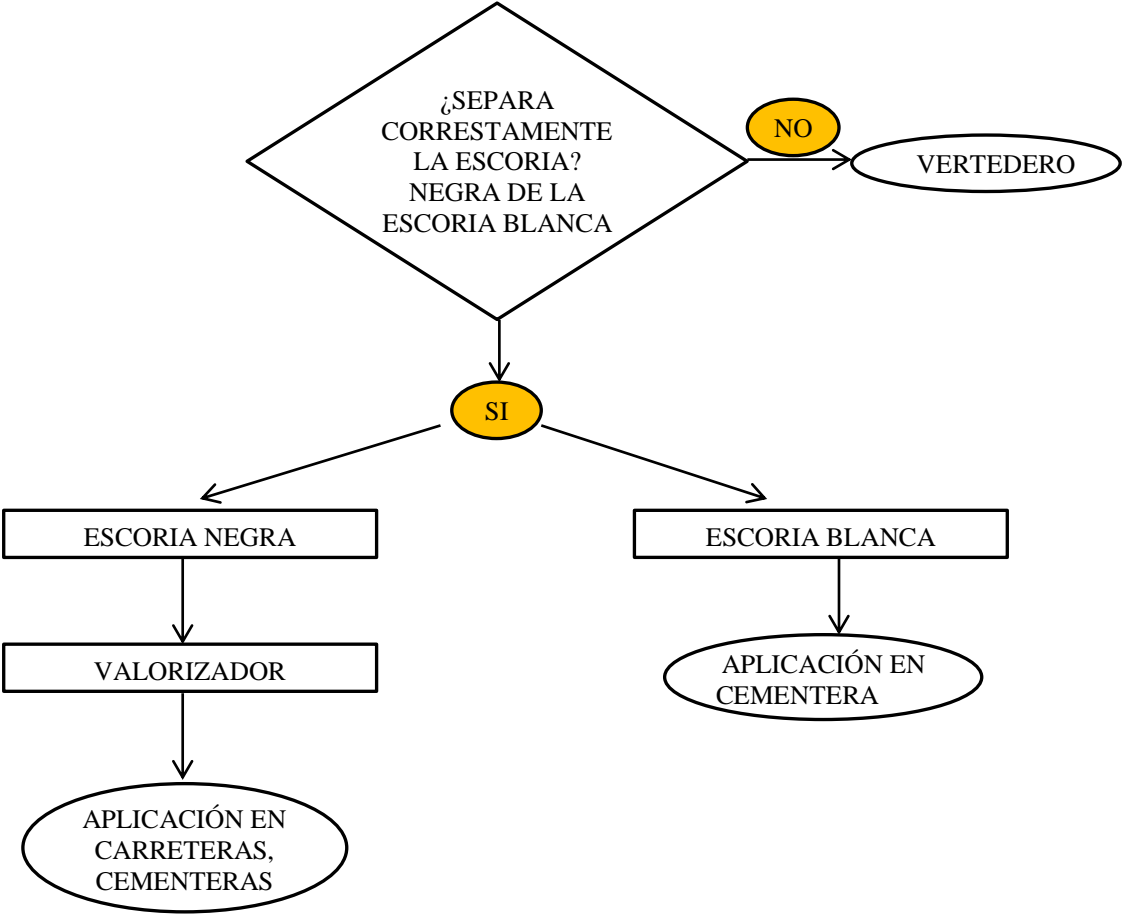 ¿SEPARA
CORRESTAMENTE
LA ESCORIA?
NEGRA DE LA
ESCORIA BLANCA
NO
VERTEDERO
SI
ESCORIA NEGRA
ESCORIA BLANCA
VALORIZADOR
APLICACIÓN EN
CEMENTERA
APLICACIÓN EN
CARRETERAS,
CEMENTERAS